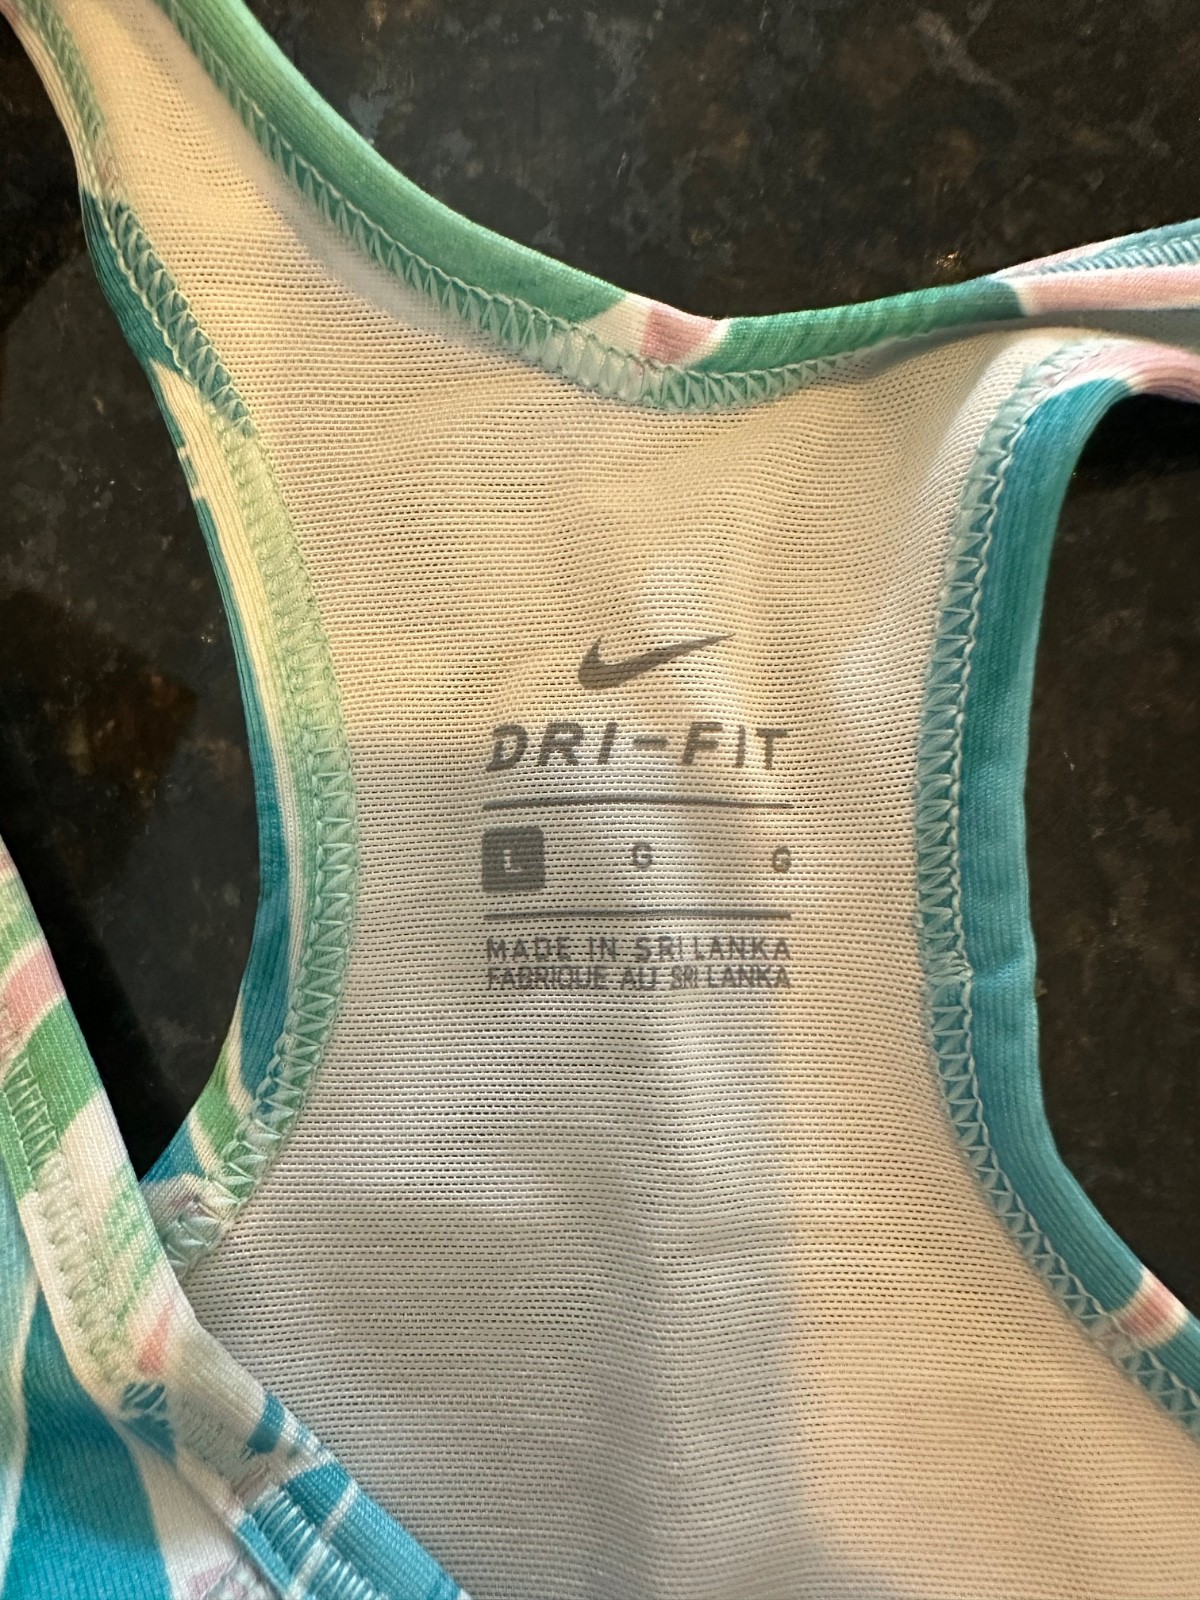 DRI-FIT
L G G
MADE IN SRI LANKA
FABRIQUE AU SRI LANKA